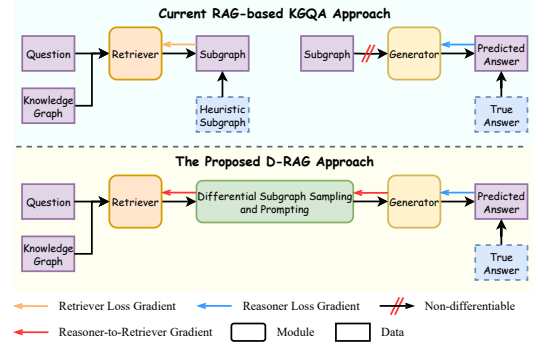 Current RAG-based KGQA Approach
Question
Retriever
Subgraph
Subgraph
Generator
Predicted
Answer
Knowledge
Graph
Heuristic
Subgraph
True
Answer
The Proposed D-RAG Approach
Question
Retriever
Differential Subgraph Sampling
and Prompting
Generator
Predicted
Answer
Knowledge
Graph
True
Answer
Retriever Loss Gradient
Reasoner Loss Gradient
Non-differentiable
Reasoner-to-Retriever Gradient
Module
Data